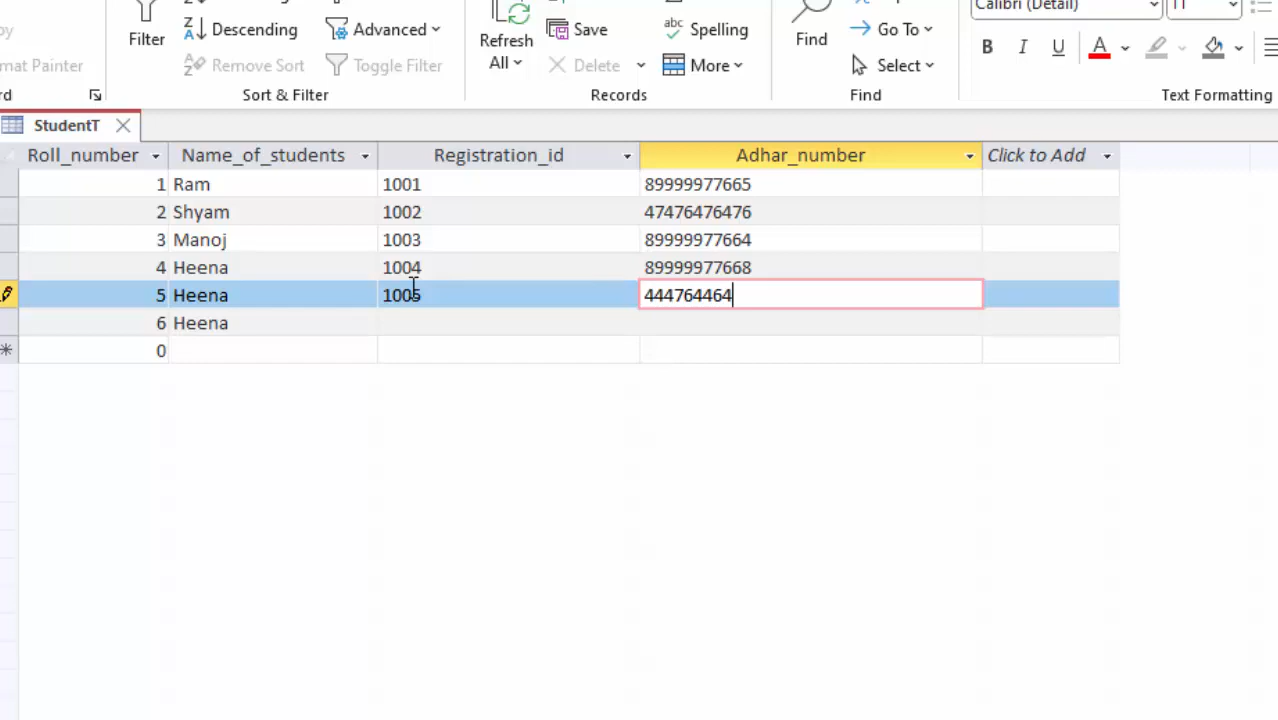 Filter
Descending
Remove Sort
Advanced
Toggle Filter
Sort & Filter
Refresh
All
Save
Delete
abc
Spelling
More
Records
Find
Go To
Select
Find
Calibri (Detail)
11
B I U A
Text Formatting
mat Painter
StudentT
Roll_number Name_of_students Registration_id Adhar_number Click to Add
1 Ram 1001 89999977665
2 Shyam 1002 47476476476
3 Manoj 1003 89999977664
4 Heena 1004 89999977668
5 Heena 1005 444764464
6 Heena
0